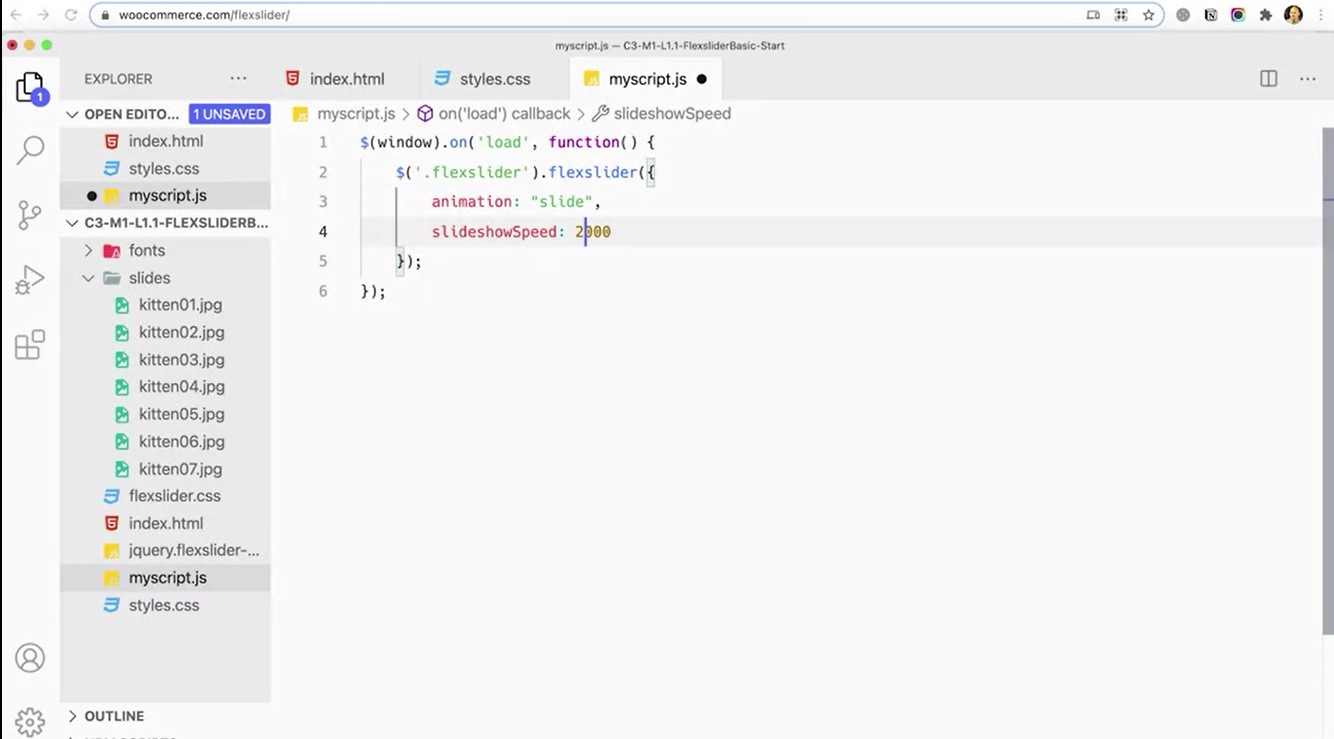 woocommerce.com/flexslider/
myscript.js — C3-M1-L1.1-FlexsliderBasic-Start
EXPLORER
index.html
styles.css
myscript.js
OPEN EDITO... 1 UNSAVED
index.html
styles.css
myscript.js
C3-M1-L1.1-FLEXSLIDERB...
fonts
slides
kitten01.jpg
kitten02.jpg
kitten03.jpg
kitten04.jpg
kitten05.jpg
kitten06.jpg
kitten07.jpg
flexslider.css
index.html
jquery.flexslider-...
myscript.js
styles.css
OUTLINE
myscript.js > on('load') callback > slideshowSpeed
1 $(window).on('load', function() {
2 $('.flexslider').flexslider({
3 animation: "slide",
4 slideshowSpeed: 2000
5 });
6 });
1